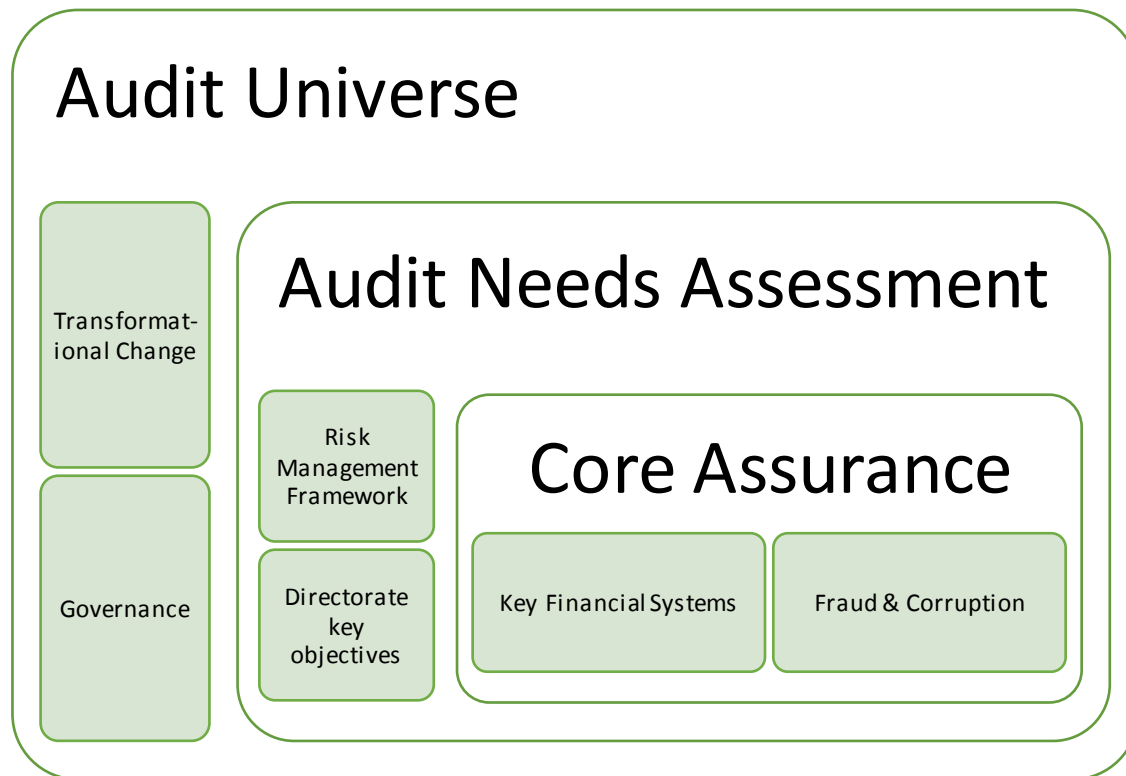 Audit Universe
Transformat-
ional Change
Governance
Audit Needs Assessment
Risk
Management
Framework
Directorate
key
objectives
Core Assurance
Key Financial Systems
Fraud & Corruption